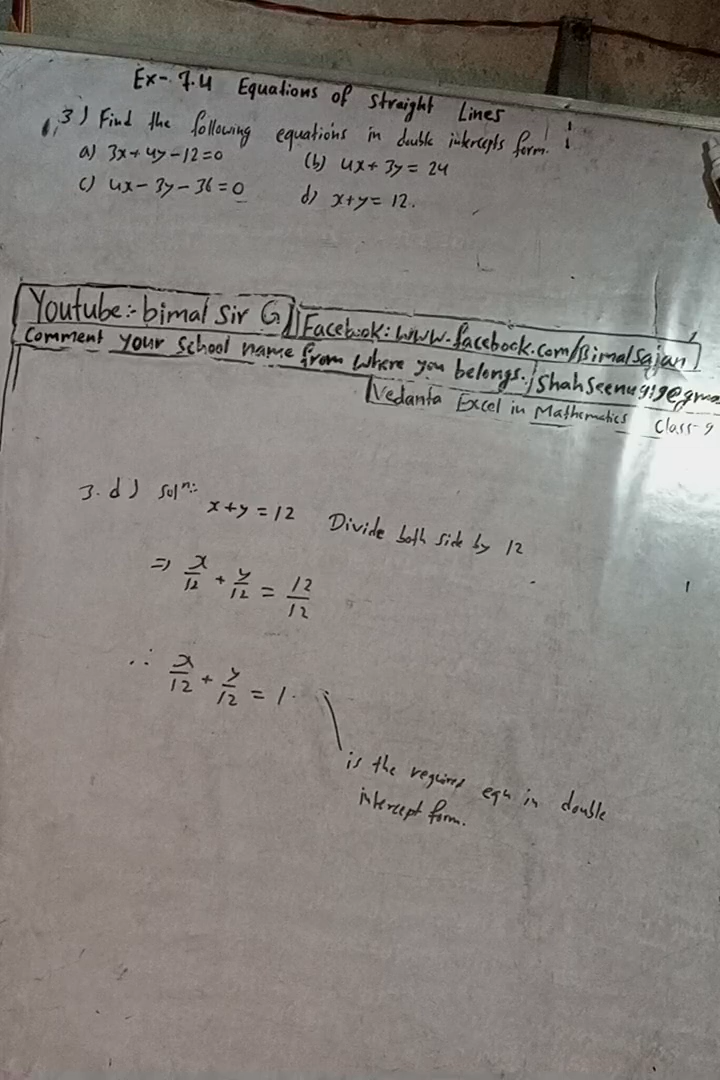 Ex-7.4 Equations of Straight Lines
3) Find the following equations in double intercepts form.
a) 3x+4y-12=0 (b) 4x+3y=24
c) 4x-3y-36=0 d) x+y=12.
Youtube:-bimal Sir G Facebook: www.facebook.com/Bimalsajan
Comment your School name from where you belongs.
Vedanta Excel in Mathematics Class-9
3. d) Solⁿ:-
x+y=12 Divide both side by 12
=> x/12 + y/12 = 12/12
∴ x/12 + y/12 = 1.
is the required eqn in double
intercept form.